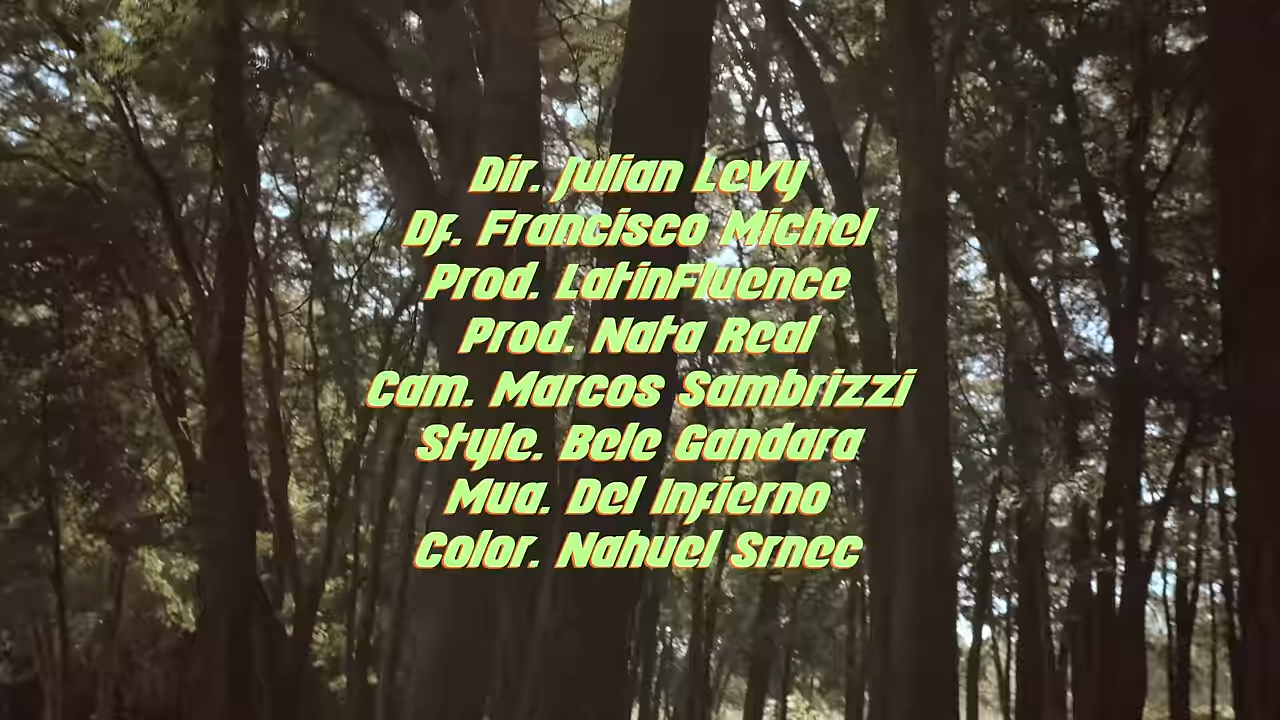 Dir. Julian Levy
Df. Francisco Michel
Prod. LatinFluence
Prod. Nata Real
Cam. Marcos Sambrizzi
Style. Bele Gandara
Mua. Del Infierno
Color. Nahuel Srnec